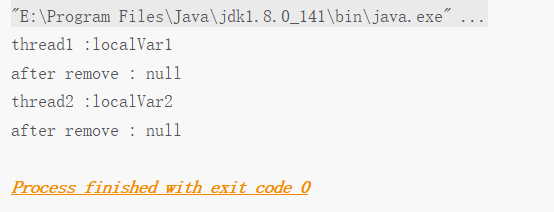 "E:\Program Files\Java\jdk1.8.0_141\bin\java.exe" ...
thread1 :localVar1
after remove : null
thread2 :localVar2
after remove : null
Process finished with exit code 0